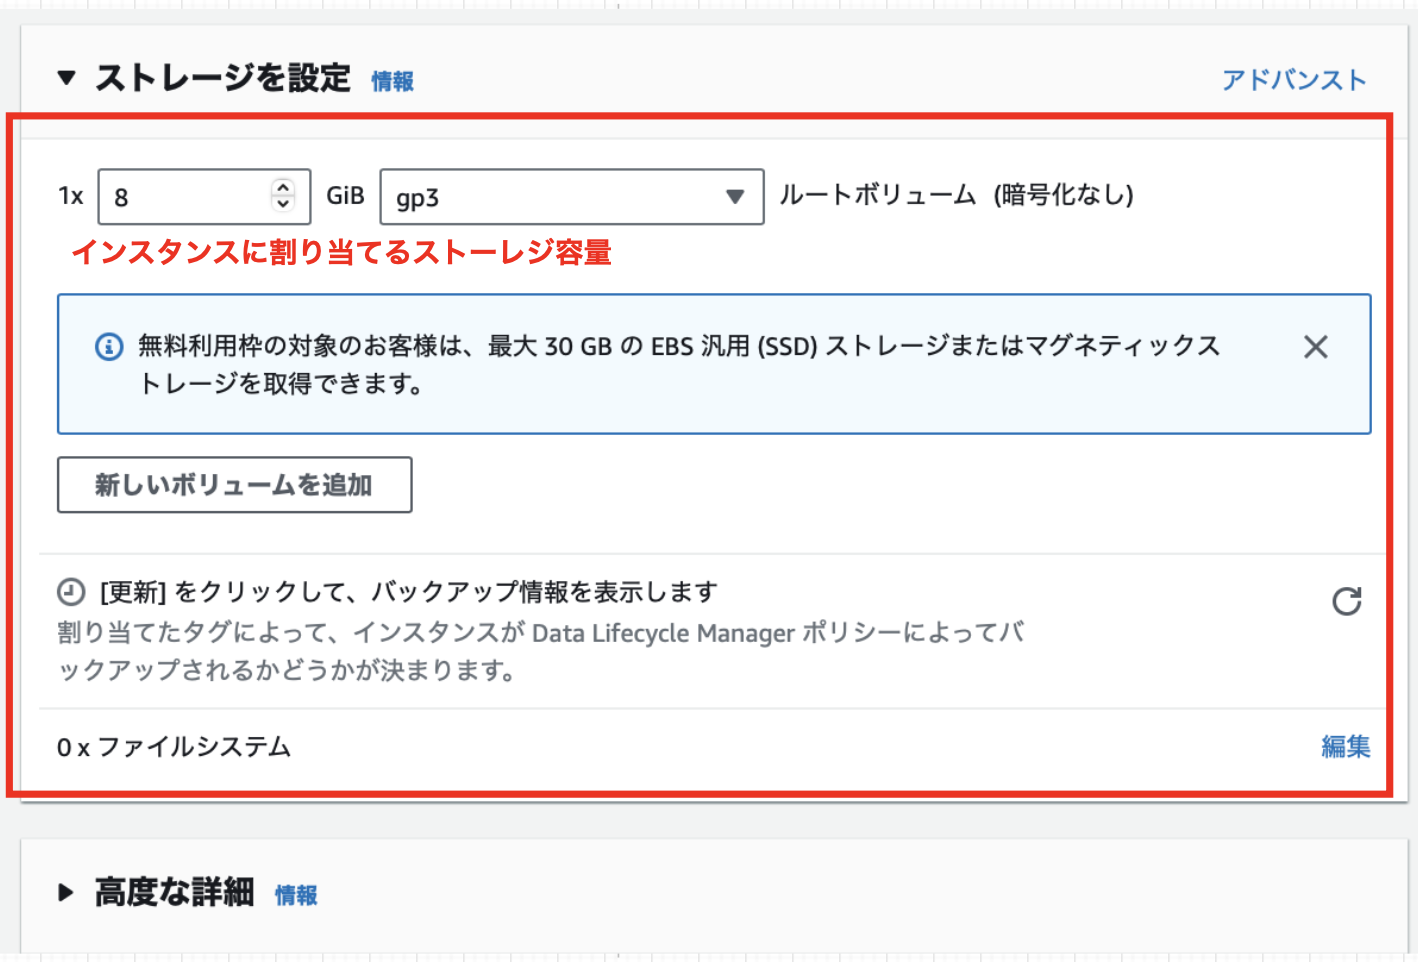 ▼ ストレージを設定 情報 アドバンスト
1x 8 GiB gp3 ルートボリューム (暗号化なし)
インスタンスに割り当てるストーレジ容量
無料利用枠の対象のお客様は、最大 30 GB の EBS 汎用 (SSD) ストレージまたはマグネティックス
トレージを取得できます。
新しいボリュームを追加
[更新] をクリックして、バックアップ情報を表示します
割り当てたタグによって、インスタンスが Data Lifecycle Manager ポリシーによってバ
ックアップされるかどうかが決まります。
0 x ファイルシステム 編集
▶ 高度な詳細 情報